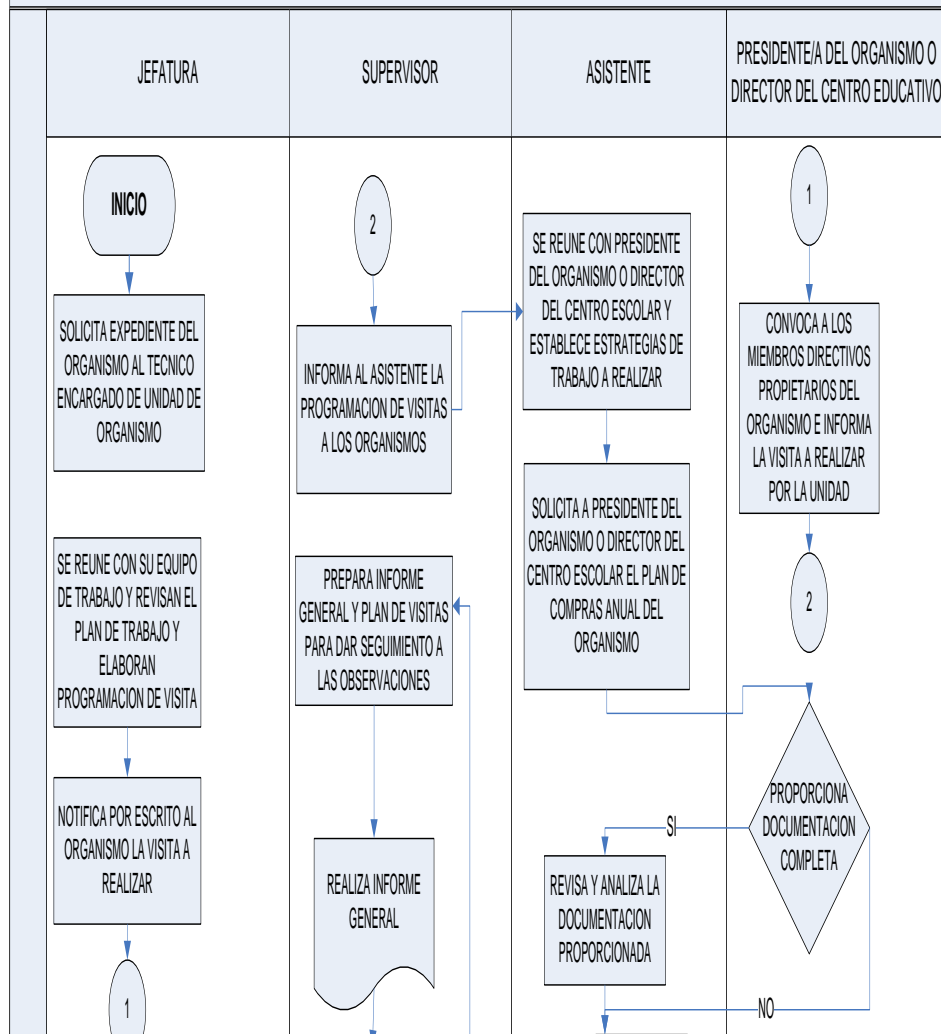 JEFATURA
SUPERVISOR
ASISTENTE
PRESIDENTE/A DEL ORGANISMO O
DIRECTOR DEL CENTRO EDUCATIVO
INICIO
SOLICITA EXPEDIENTE DEL
ORGANISMO AL TECNICO
ENCARGADO DE UNIDAD DE
ORGANISMO
SE REUNE CON SU EQUIPO
DE TRABAJO Y REVISAN EL
PLAN DE TRABAJO Y
ELABORAN
PROGRAMACION DE VISITA
NOTIFICA POR ESCRITO AL
ORGANISMO LA VISITA A
REALIZAR
1
2
INFORMA AL ASISTENTE LA
PROGRAMACION DE VISITAS
A LOS ORGANISMOS
PREPARA INFORME
GENERAL Y PLAN DE VISITAS
PARA DAR SEGUIMIENTO A
LAS OBSERVACIONES
REALIZA INFORME
GENERAL
SE REUNE CON PRESIDENTE
DEL ORGANISMO O DIRECTOR
DEL CENTRO ESCOLAR Y
ESTABLECE ESTRATEGIAS DE
TRABAJO A REALIZAR
SOLICITA A PRESIDENTE DEL
ORGANISMO O DIRECTOR DEL
CENTRO ESCOLAR EL PLAN DE
COMPRAS ANUAL DEL
ORGANISMO
SI
REVISA Y ANALIZA LA
DOCUMENTACION
PROPORCIONADA
1
CONVOCA A LOS
MIEMBROS DIRECTIVOS
PROPIETARIOS DEL
ORGANISMO E INFORMA
LA VISITA A REALIZAR
POR LA UNIDAD
2
PROPORCIONA
DOCUMENTACION
COMPLETA
NO